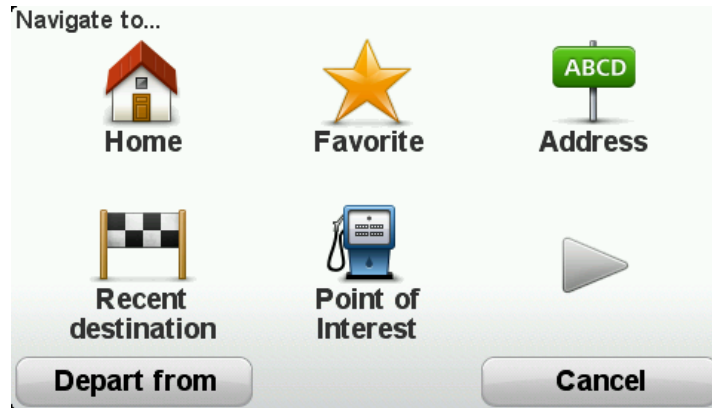 Navigate to...
ABCD
Home
Favorite
Address
Recent
destination
Point of
Interest
Depart from
Cancel